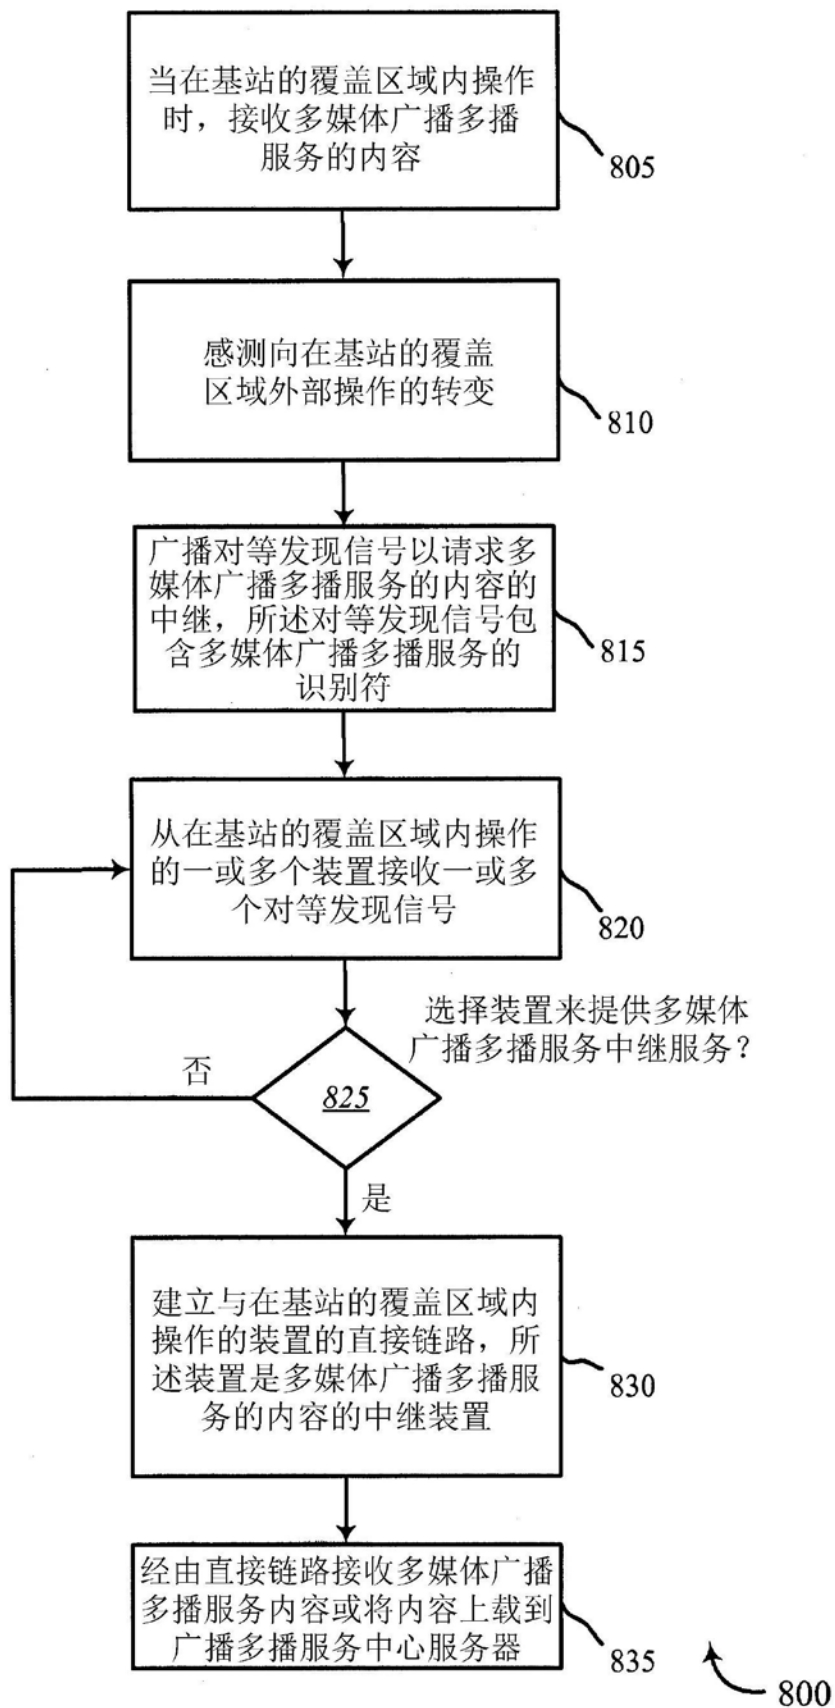 当在基站的覆盖区域内操作
时，接收多媒体广播多播
服务的内容
805
感测向在基站的覆盖
区域外部操作的转变
810
广播对等发现信号以请求多
媒体广播多播服务的内容的
中继，所述对等发现信号包
含多媒体广播多播服务的
识别符
815
从在基站的覆盖区域内操作
的一或多个装置接收一或多
个对等发现信号
820
选择装置来提供多媒体
广播多播服务中继服务？
否
825
是
建立与在基站的覆盖区域内
操作的装置的直接链路，所
述装置是多媒体广播多播服
务的内容的中继装置
830
经由直接链路接收多媒体广播
多播服务内容或将内容上载到
广播多播服务中心服务器
835
800